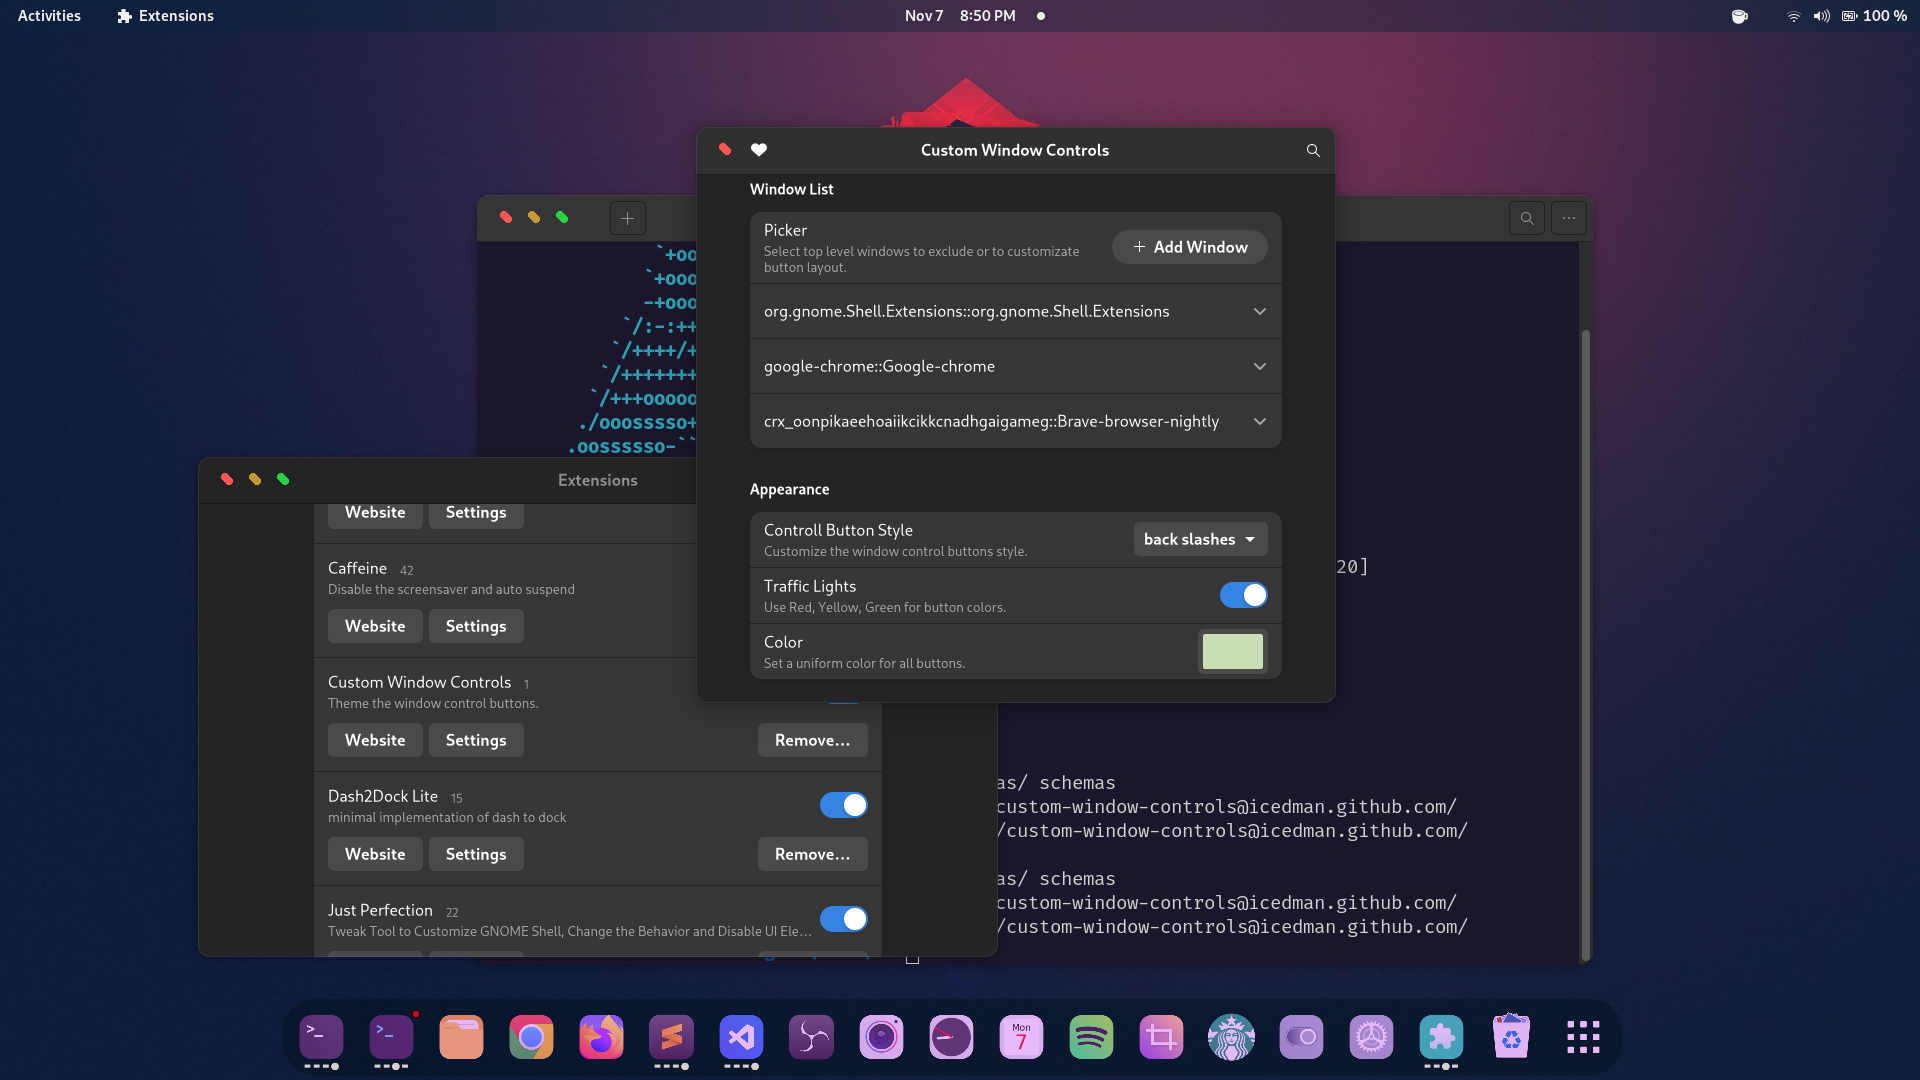 Activities
Extensions
Nov 7 8:50 PM
100 %
Custom Window Controls
Window List
Picker
Select top level windows to exclude or to customizate
button layout.
+ Add Window
org.gnome.Shell.Extensions::org.gnome.Shell.Extensions
google-chrome::Google-chrome
crx_oonpikaeehoaiikcikkcnadhgaigameg::Brave-browser-nightly
Appearance
Controll Button Style
Customize the window control buttons style.
back slashes
Traffic Lights
Use Red, Yellow, Green for button colors.
Color
Set a uniform color for all buttons.
`+oo
`+ooo
-+ooo
`/:-:++
`/++++/+
`/+++++++
`/+++ooooo
./ooosssso+
.oossssso-``
20]
as/ schemas
custom-window-controls@icedman.github.com/
/custom-window-controls@icedman.github.com/
as/ schemas
custom-window-controls@icedman.github.com/
/custom-window-controls@icedman.github.com/
Extensions
Website Settings
Caffeine 42
Disable the screensaver and auto suspend
Website Settings
Custom Window Controls 1
Theme the window control buttons.
Website Settings Remove…
Dash2Dock Lite 15
minimal implementation of dash to dock
Website Settings Remove…
Just Perfection 22
Tweak Tool to Customize GNOME Shell, Change the Behavior and Disable UI Ele…
>_
>_
Mon
7